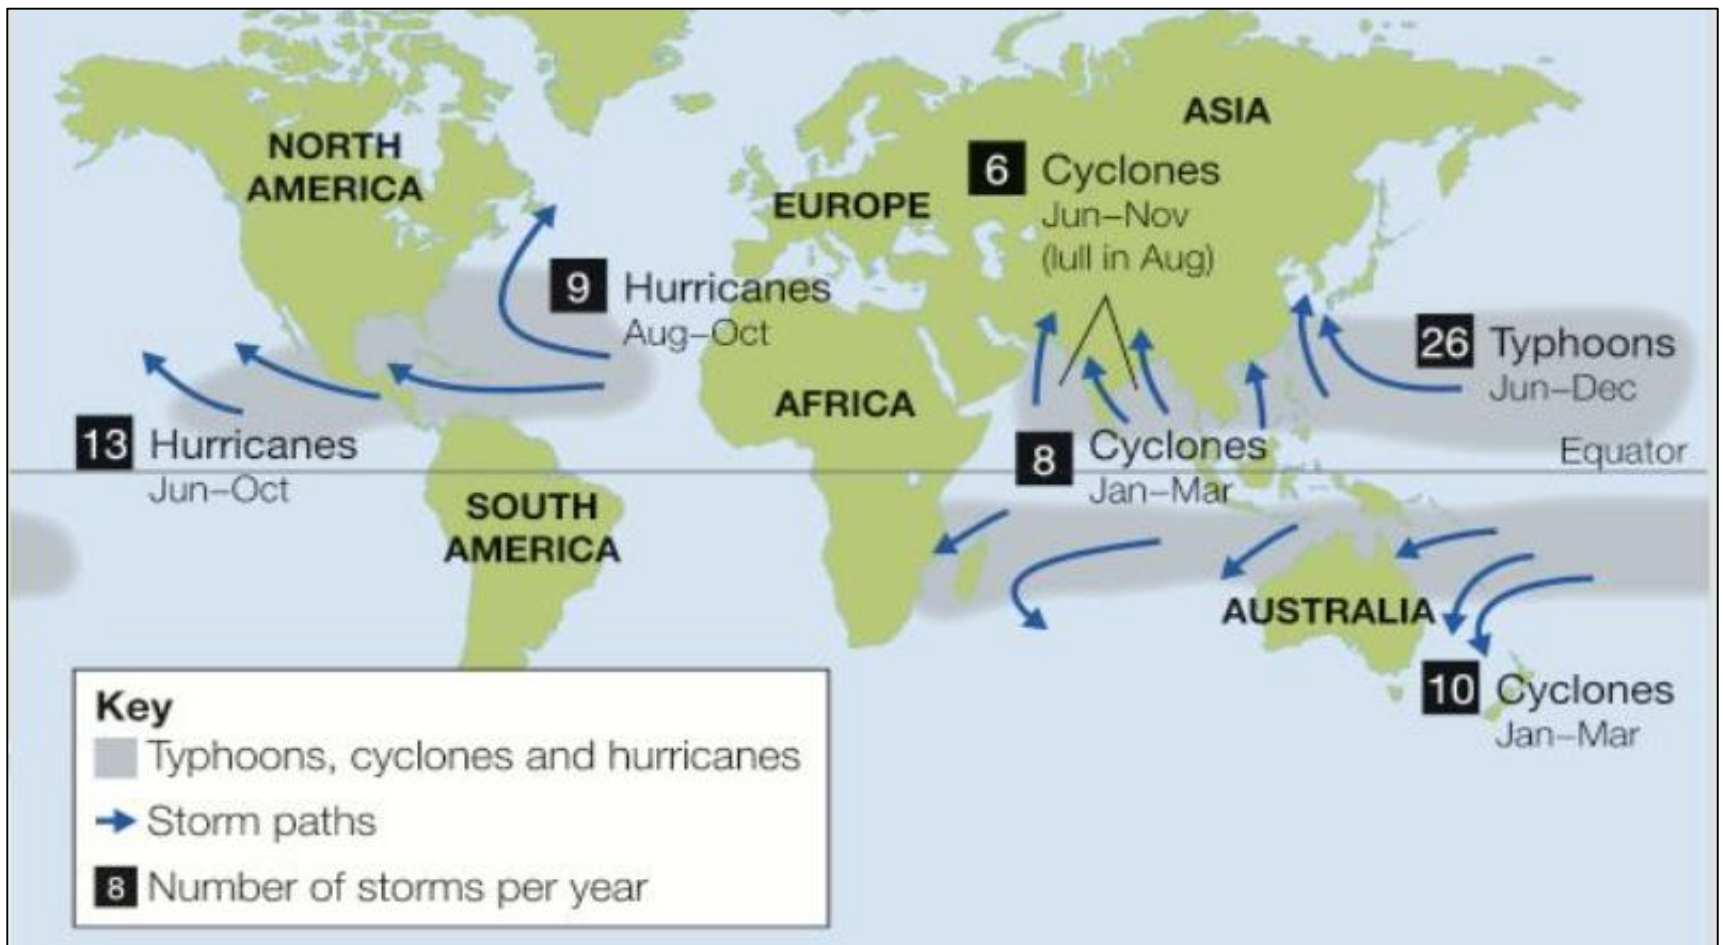 NORTH
AMERICA
ASIA
6 Cyclones
Jun–Nov
(lull in Aug)
EUROPE
9 Hurricanes
Aug–Oct
26 Typhoons
Jun–Dec
AFRICA
13 Hurricanes
Jun–Oct
8 Cyclones
Jan–Mar
Equator
SOUTH
AMERICA
AUSTRALIA
10 Cyclones
Jan–Mar
Key
Typhoons, cyclones and hurricanes
Storm paths
8 Number of storms per year